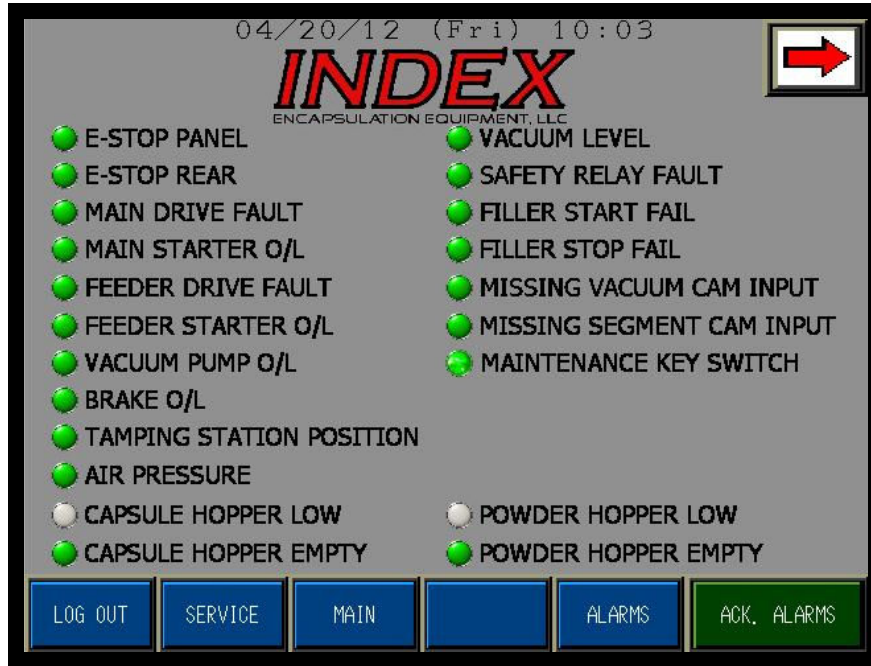 04/20/12 (Fri) 10:03
INDEX
ENCAPSULATION EQUIPMENT, LLC
E-STOP PANEL
E-STOP REAR
MAIN DRIVE FAULT
MAIN STARTER O/L
FEEDER DRIVE FAULT
FEEDER STARTER O/L
VACUUM PUMP O/L
BRAKE O/L
TAMPING STATION POSITION
AIR PRESSURE
CAPSULE HOPPER LOW
CAPSULE HOPPER EMPTY
VACUUM LEVEL
SAFETY RELAY FAULT
FILLER START FAIL
FILLER STOP FAIL
MISSING VACUUM CAM INPUT
MISSING SEGMENT CAM INPUT
MAINTENANCE KEY SWITCH
POWDER HOPPER LOW
POWDER HOPPER EMPTY
LOG OUT
SERVICE
MAIN
ALARMS
ACK. ALARMS